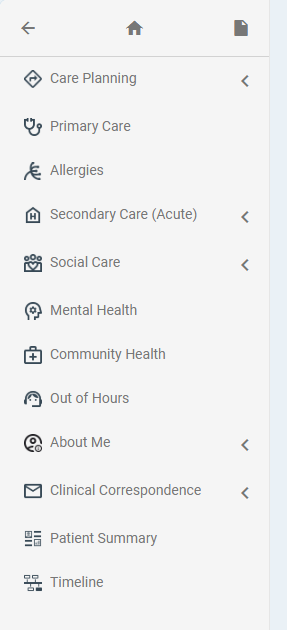 Care Planning
Primary Care
Allergies
Secondary Care (Acute)
Social Care
Mental Health
Community Health
Out of Hours
About Me
Clinical Correspondence
Patient Summary
Timeline